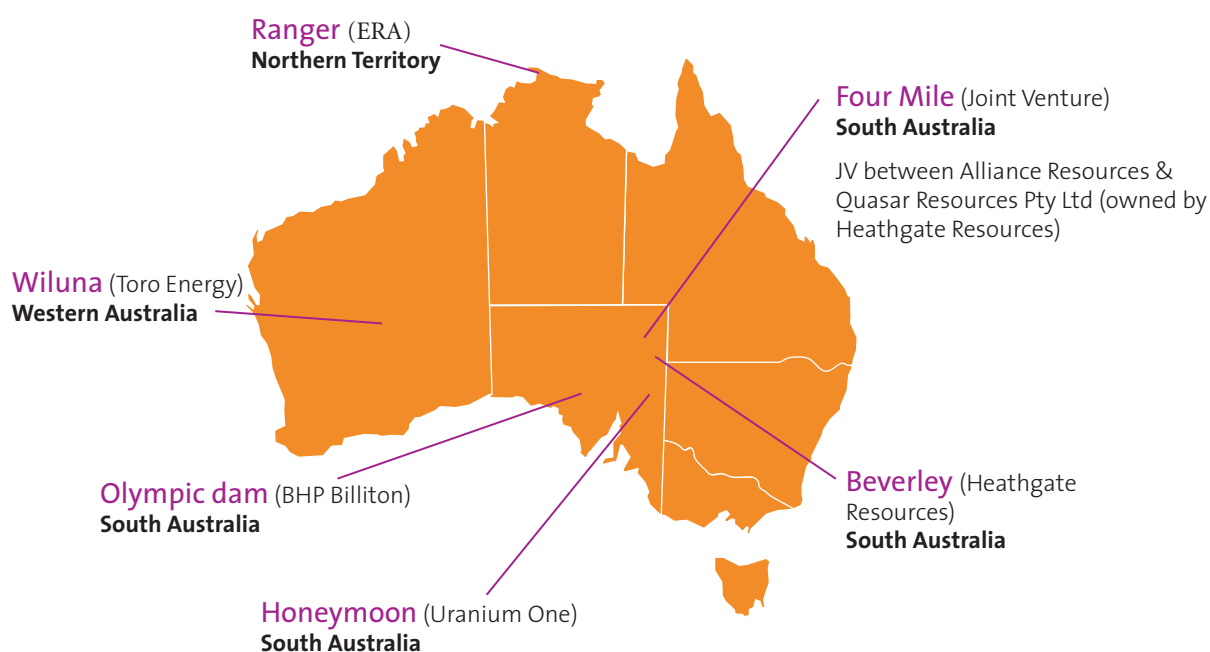 Ranger (ERA)
Northern Territory
Four Mile (Joint Venture)
South Australia
JV between Alliance Resources &
Quasar Resources Pty Ltd (owned by
Heathgate Resources)
Wiluna (Toro Energy)
Western Australia
Olympic dam (BHP Billiton)
South Australia
Beverley (Heathgate
Resources)
South Australia
Honeymoon (Uranium One)
South Australia